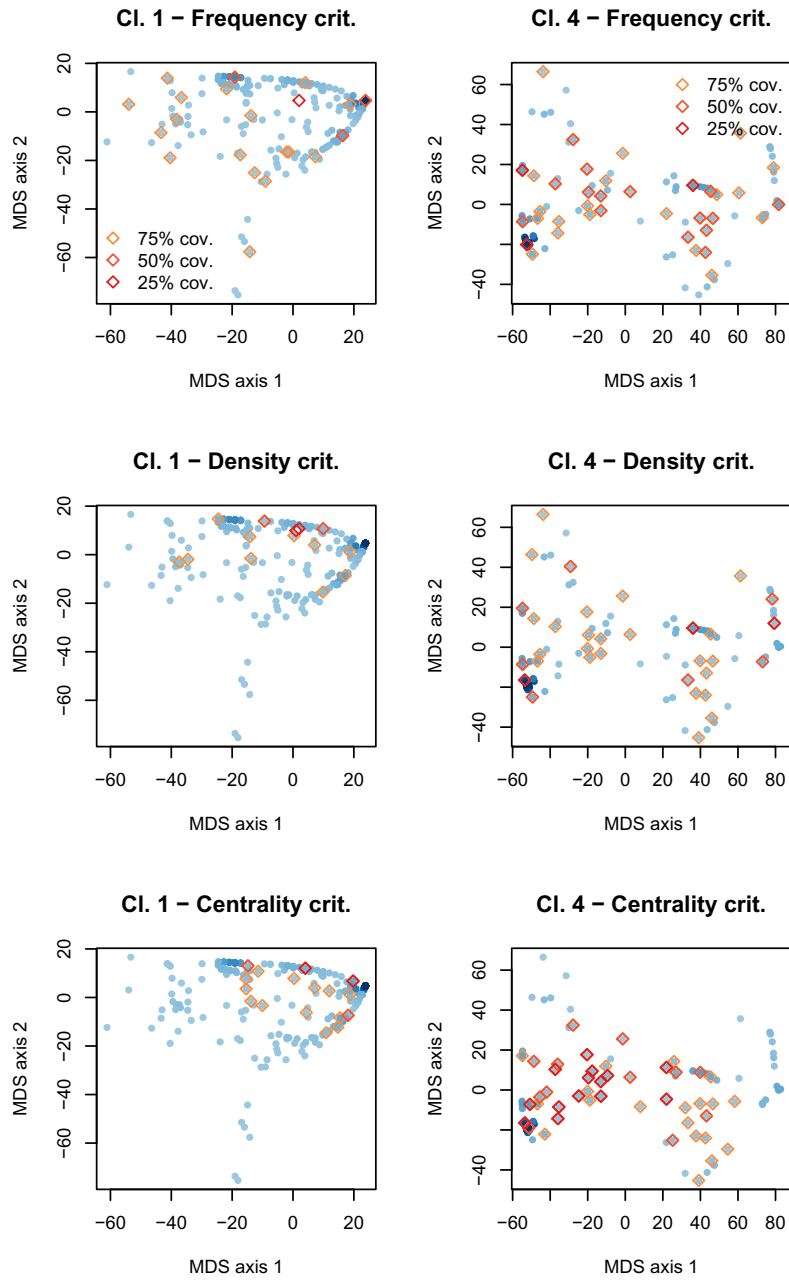 Cl. 1 − Frequency crit.
20
0
−20
−60
MDS axis 2
75% cov.
50% cov.
25% cov.
−60 −40 −20 0 20
MDS axis 1
Cl. 4 − Frequency crit.
60
40
20
0
−40
MDS axis 2
75% cov.
50% cov.
25% cov.
−60 −20 0 20 40 60 80
MDS axis 1
Cl. 1 − Density crit.
20
0
−20
−60
MDS axis 2
−60 −40 −20 0 20
MDS axis 1
Cl. 4 − Density crit.
60
40
20
0
−40
MDS axis 2
−60 −20 0 20 40 60 80
MDS axis 1
Cl. 1 − Centrality crit.
20
0
−20
−60
MDS axis 2
−60 −40 −20 0 20
MDS axis 1
Cl. 4 − Centrality crit.
60
40
20
0
−40
MDS axis 2
−60 −20 0 20 40 60 80
MDS axis 1